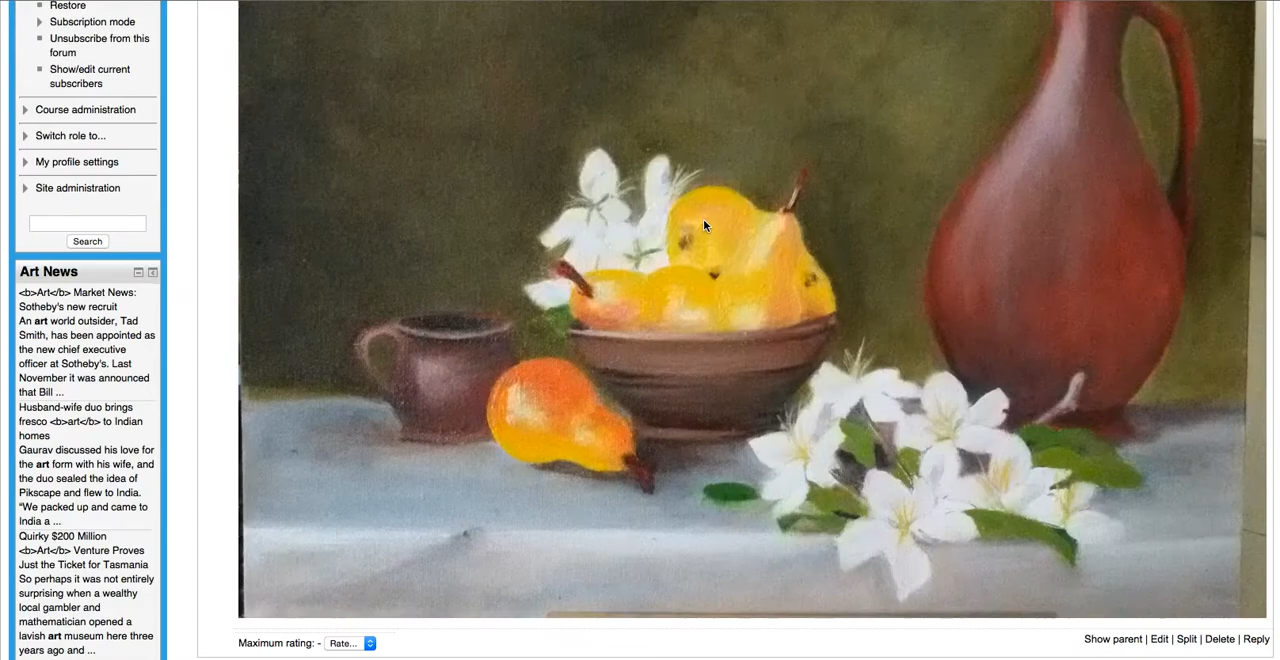 Restore
Subscription mode
Unsubscribe from this
forum
Show/edit current
subscribers
Course administration
Switch role to...
My profile settings
Site administration
Search
Art News
<b>Art</b> Market News:
Sotheby's new recruit
An art world outsider, Tad
Smith, has been appointed as
the new chief executive
officer at Sotheby's. Last
November it was announced
that Bill ...
Husband-wife duo brings
fresco <b>art</b> to Indian
homes
Gaurav discussed his love for
the art form with his wife, and
the duo sealed the idea of
Pikscape and flew to India.
“We packed up and came to
India a ...
Quirky $200 Million
<b>Art</b> Venture Proves
Just the Ticket for Tasmania
So perhaps it was not entirely
surprising when a wealthy
local gambler and
mathematician opened a
lavish art museum here three
years ago and ...
Maximum rating: - Rate...
Show parent | Edit | Split | Delete | Reply